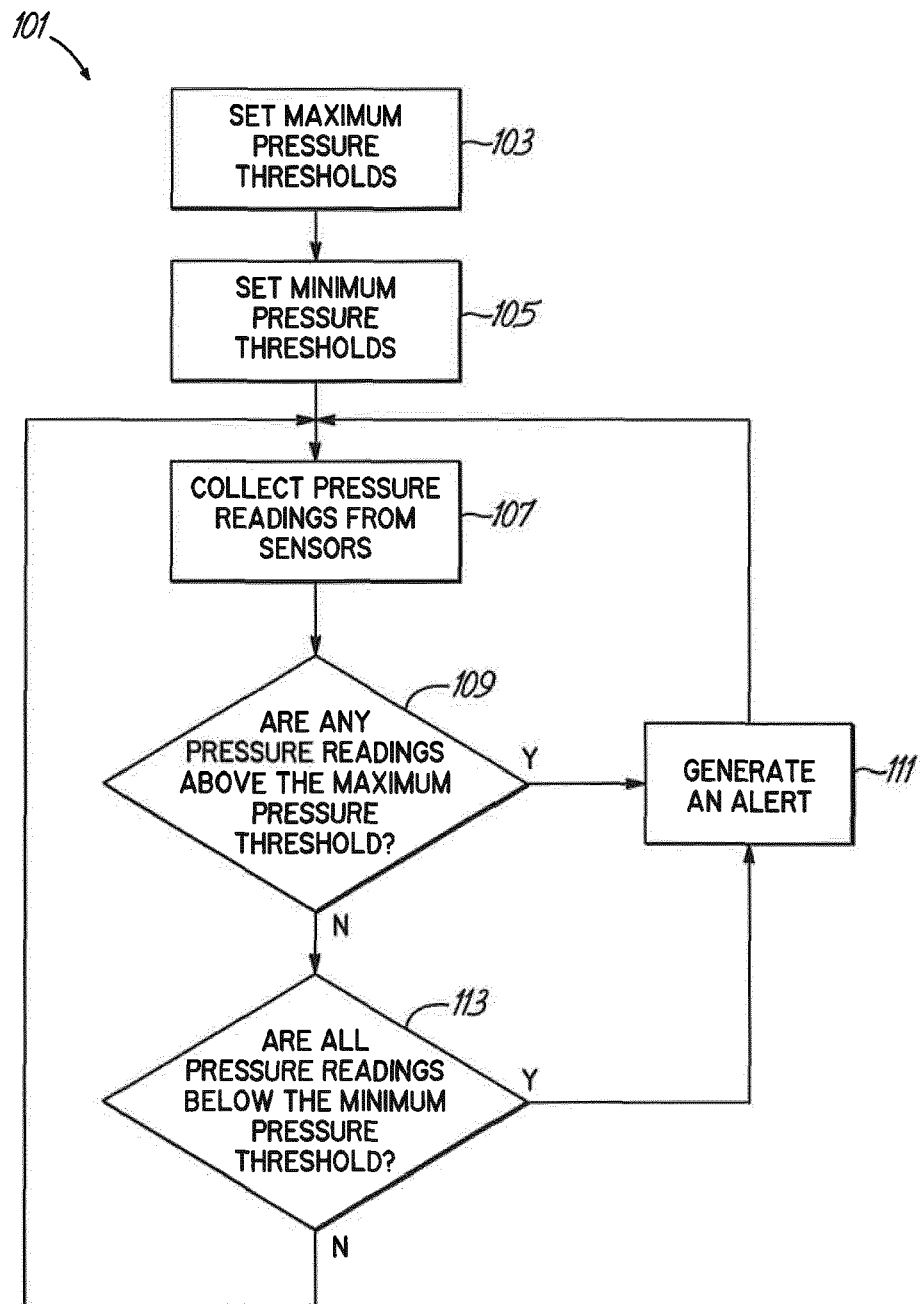 101
SET MAXIMUM
PRESSURE
THRESHOLDS
103
SET MINIMUM
PRESSURE
THRESHOLDS
105
COLLECT PRESSURE
READINGS FROM
SENSORS
107
109
ARE ANY
PRESSURE READINGS
ABOVE THE MAXIMUM
PRESSURE
THRESHOLD?
Y
GENERATE
AN ALERT
111
N
113
ARE ALL
PRESSURE READINGS
BELOW THE MINIMUM
PRESSURE
THRESHOLD?
Y
N